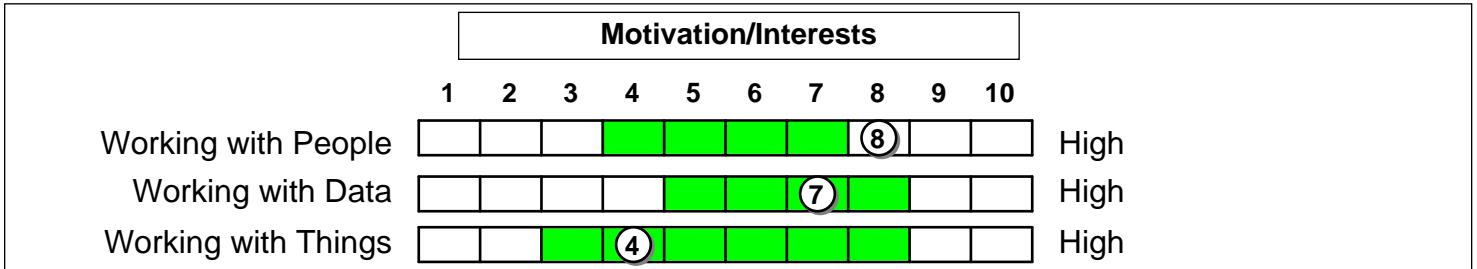 Motivation/Interests
1 2 3 4 5 6 7 8 9 10
Working with People 8 High
Working with Data 7 High
Working with Things 4 High